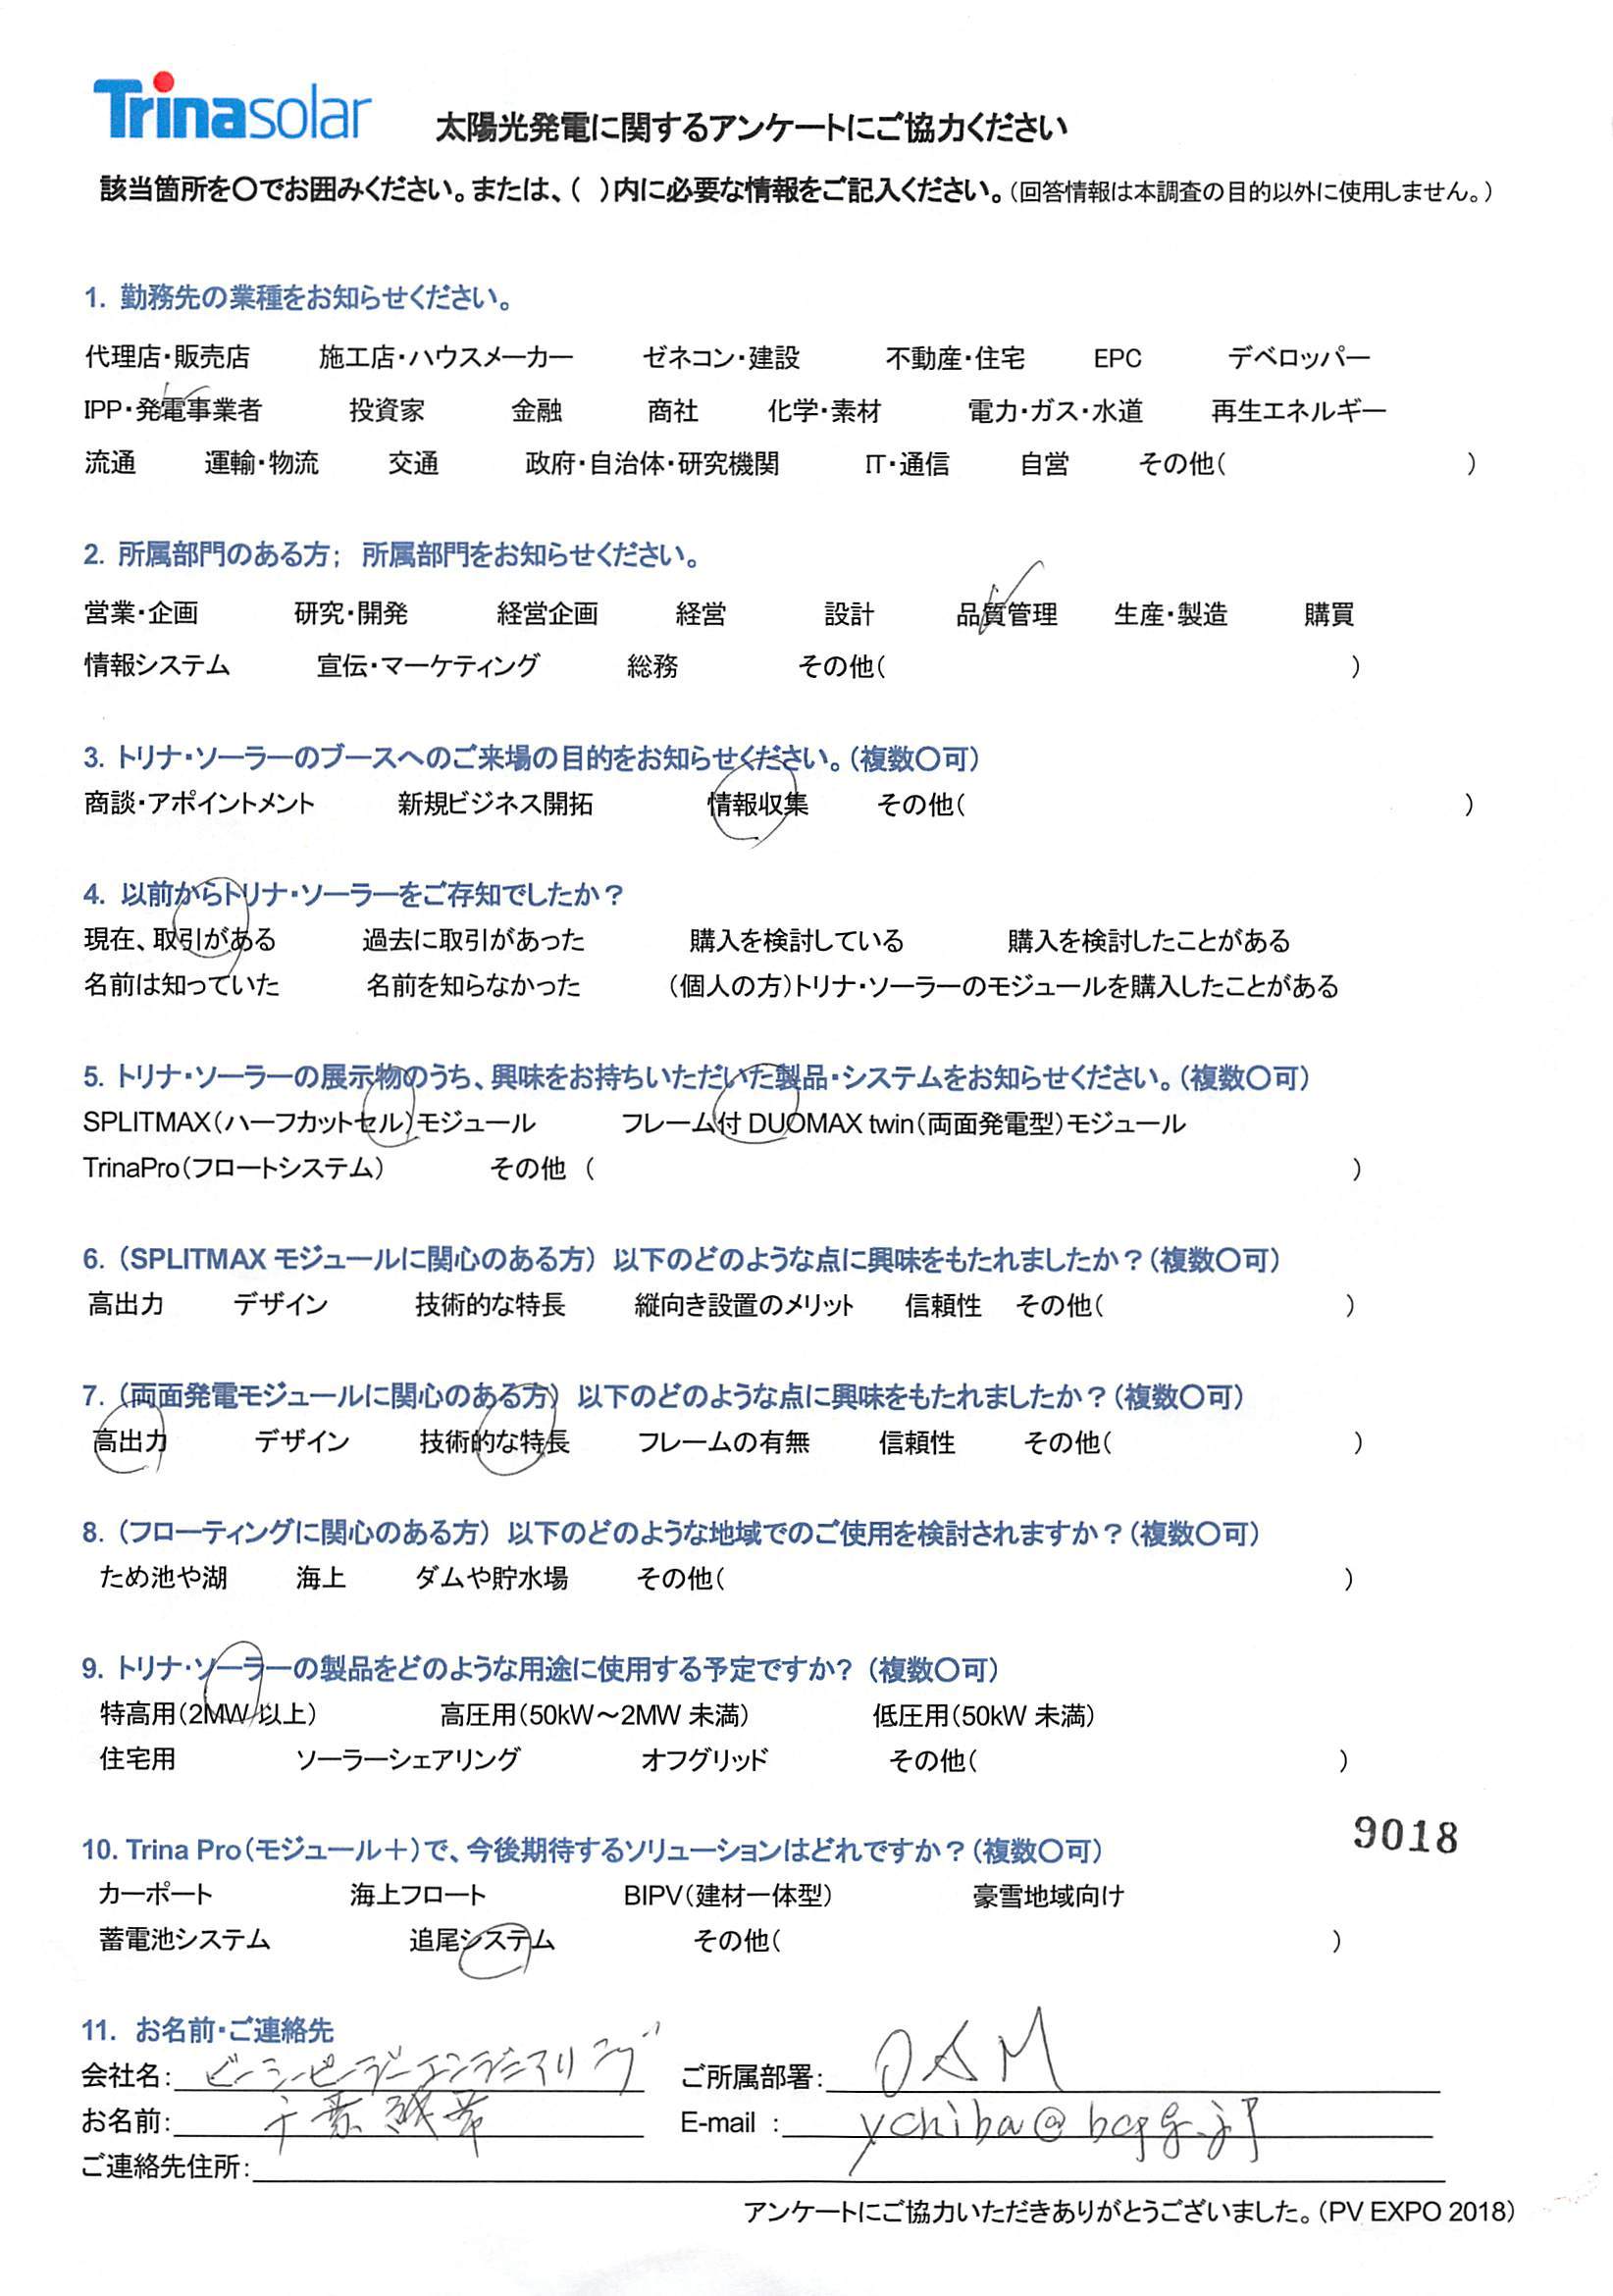 Trinasolar 太陽光発電に関するアンケートにご協力ください
該当箇所を〇でお囲みください。または、( )内に必要な情報をご記入ください。(回答情報は本調査の目的以外に使用しません。)
1. 勤務先の業種をお知らせください。
代理店・販売店 施工店・ハウスメーカー ゼネコン・建設 不動産・住宅 EPC デベロッパー
IPP・発電事業者 投資家 金融 商社 化学・素材 電力・ガス・水道 再生エネルギー
流通 運輸・物流 交通 政府・自治体・研究機関 IT・通信 自営 その他( )
2. 所属部門のある方; 所属部門をお知らせください。
営業・企画 研究・開発 経営企画 経営 設計 品質管理 生産・製造 購買
情報システム 宣伝・マーケティング 総務 その他( )
3. トリナ・ソーラーのブースへのご来場の目的をお知らせください。(複数〇可)
商談・アポイントメント 新規ビジネス開拓 情報収集 その他( )
4. 以前からトリナ・ソーラーをご存知でしたか?
現在、取引がある 過去に取引があった 購入を検討している 購入を検討したことがある
名前は知っていた 名前を知らなかった (個人の方)トリナ・ソーラーのモジュールを購入したことがある
5. トリナ・ソーラーの展示物のうち、興味をお持ちいただいた製品・システムをお知らせください。(複数〇可)
SPLITMAX(ハーフカットセル)モジュール フレーム付 DUOMAX twin(両面発電型)モジュール
TrinaPro(フロートシステム) その他 ( )
6. (SPLITMAX モジュールに関心のある方) 以下のどのような点に興味をもたれましたか?(複数〇可)
高出力 デザイン 技術的な特長 縦向き設置のメリット 信頼性 その他( )
7. (両面発電モジュールに関心のある方) 以下のどのような点に興味をもたれましたか?(複数〇可)
高出力 デザイン 技術的な特長 フレームの有無 信頼性 その他( )
8. (フローティングに関心のある方) 以下のどのような地域でのご使用を検討されますか?(複数〇可)
ため池や湖 海上 ダムや貯水場 その他( )
9. トリナ・ソーラーの製品をどのような用途に使用する予定ですか? (複数〇可)
特高用(2MW 以上) 高圧用(50kW～2MW 未満) 低圧用(50kW 未満)
住宅用 ソーラーシェアリング オフグリッド その他( )
9018
10. Trina Pro(モジュール+)で、今後期待するソリューションはどれですか?(複数〇可)
カーポート 海上フロート BIPV(建材一体型) 豪雪地域向け
蓄電池システム 追尾システム その他( )
11. お名前・ご連絡先
会社名: ビーシーピージーエンジニアリング ご所属部署: O&M
お名前: 千葉 E-mail : ychiba@bcpg.jp
ご連絡先住所:
アンケートにご協力いただきありがとうございました。(PV EXPO 2018)